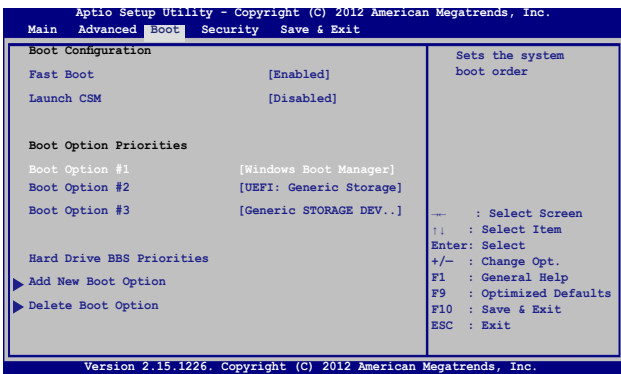 Aptio Setup Utility - Copyright (C) 2012 American Megatrends, Inc.
Main Advanced Boot Security Save & Exit
Boot Configuration
Fast Boot [Enabled]
Launch CSM [Disabled]
Boot Option Priorities
Boot Option #1 [Windows Boot Manager]
Boot Option #2 [UEFI: Generic Storage]
Boot Option #3 [Generic STORAGE DEV..]
Hard Drive BBS Priorities
Add New Boot Option
Delete Boot Option
Sets the system
boot order
→← : Select Screen
↑↓ : Select Item
Enter: Select
+/— : Change Opt.
F1 : General Help
F9 : Optimized Defaults
F10 : Save & Exit
ESC : Exit
Version 2.15.1226. Copyright (C) 2012 American Megatrends, Inc.